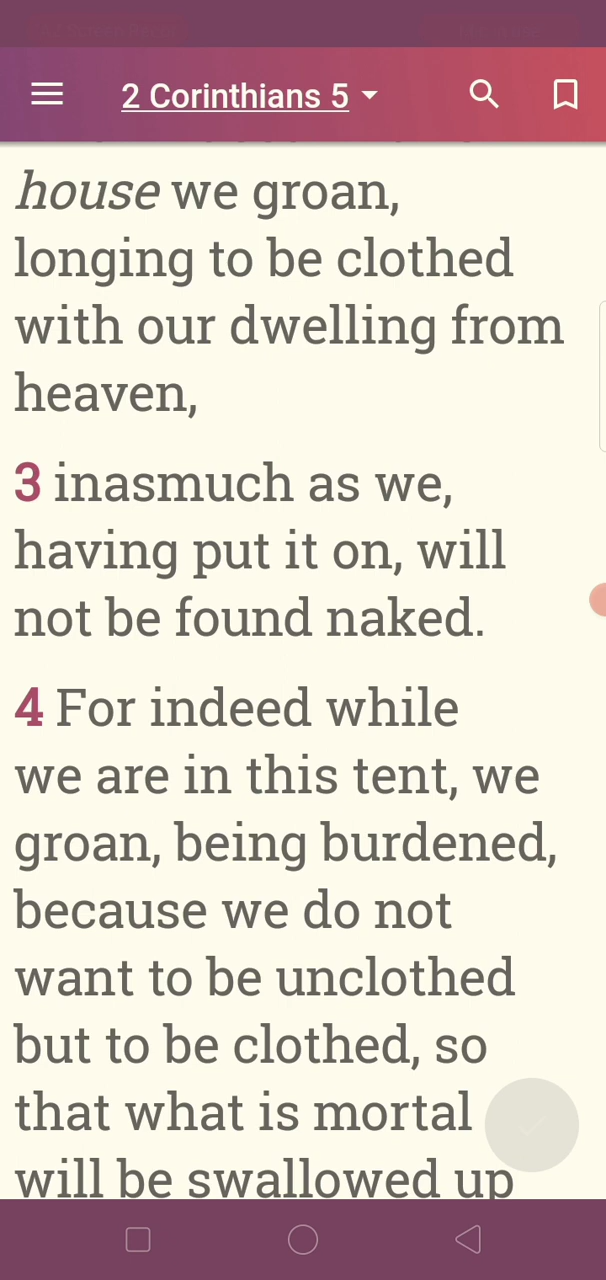 2 Corinthians 5
house we groan,
longing to be clothed
with our dwelling from
heaven,
3 inasmuch as we,
having put it on, will
not be found naked.
4 For indeed while
we are in this tent, we
groan, being burdened,
because we do not
want to be unclothed
but to be clothed, so
that what is mortal
will be swallowed up